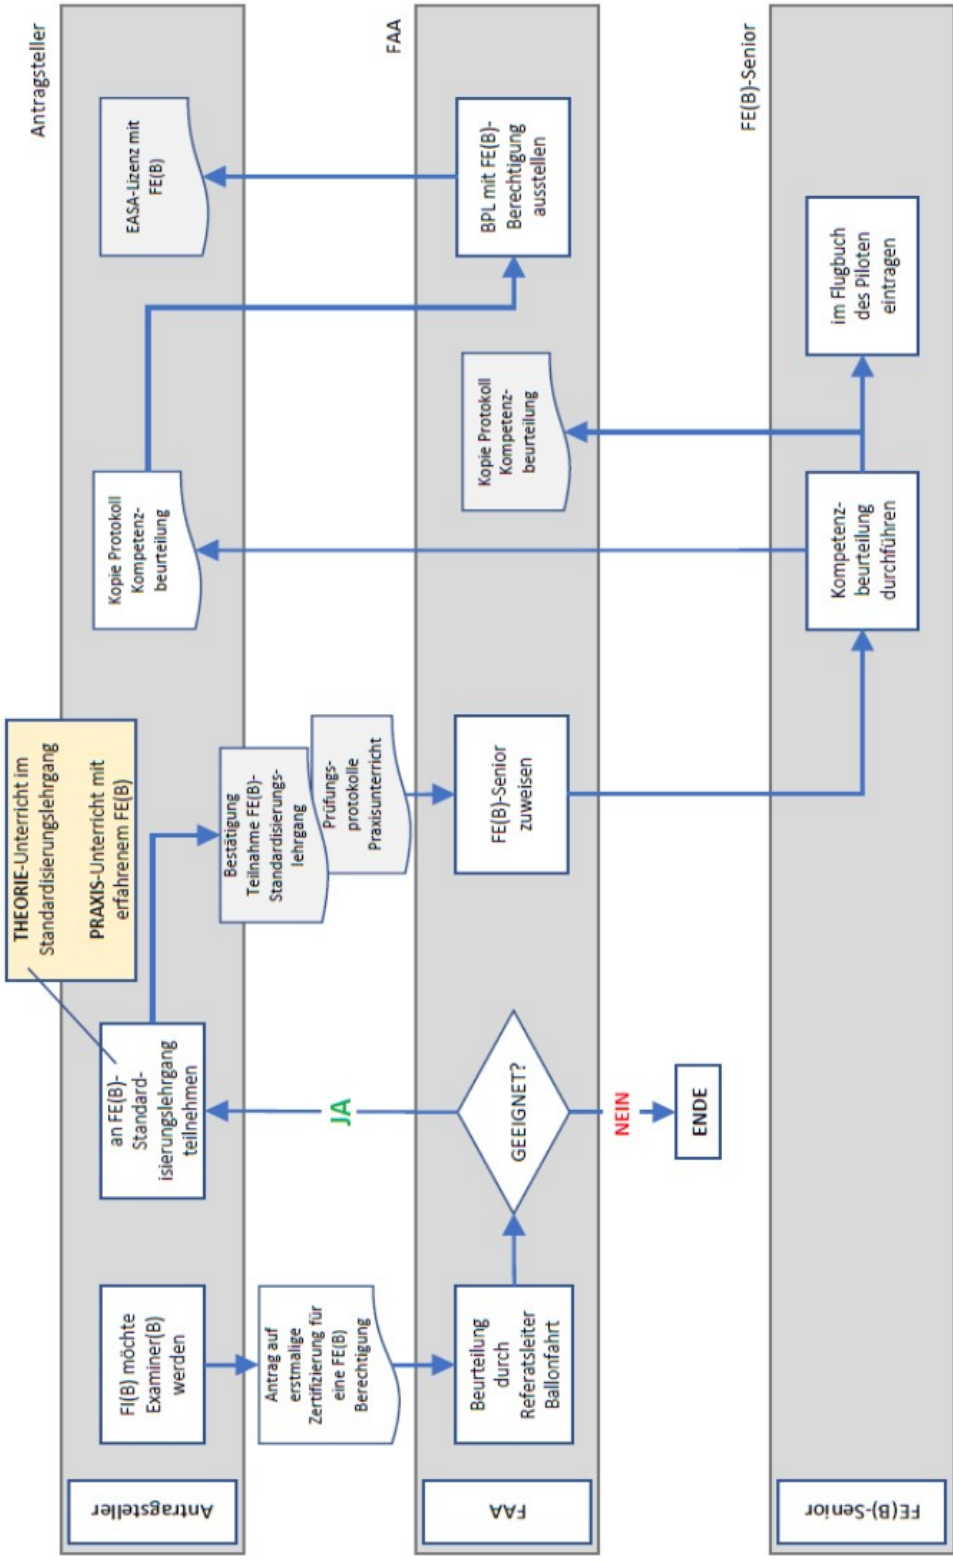 Antragsteller
Antragsteller
FI(B) möchte
Examiner(B)
werden
Antrag auf
erstmalige
Zertifizierung für
eine FE(B)
Berechtigung
an FE(B)-
Standard-
isierungslehrgang
teilnehmen
THEORIE-Unterricht im
Standardisierungslehrgang
PRAXIS-Unterricht mit
erfahrenem FE(B)
Bestätigung
Teilnahme FE(B)-
Standardisierungs-
lehrgang
Prüfungs-
protokolle
Praxisunterricht
Kopie Protokoll
Kompetenz-
beurteilung
EASA-Lizenz mit
FE(B)
FAA
FAA
Beurteilung
durch
Referatsleiter
Ballonfahrt
GEEIGNET?
JA
NEIN
ENDE
FE(B)-Senior
zuweisen
Kopie Protokoll
Kompetenz-
beurteilung
BPL mit FE(B)-
Berechtigung
ausstellen
FE(B)-Senior
FE(B)-Senior
Kompetenz-
beurteilung
durchführen
im Flugbuch
des Piloten
eintragen